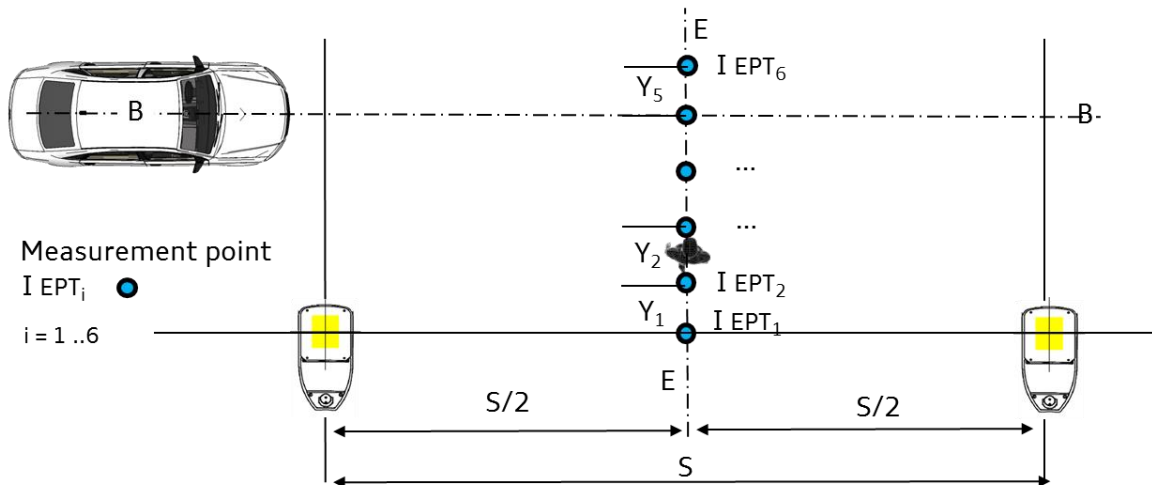 E
I EPT₆
Y₅
B
B
...
...
Measurement point
I EPTᵢ
i = 1 ..6
Y₂
I EPT₂
Y₁
I EPT₁
E
S/2
S/2
S